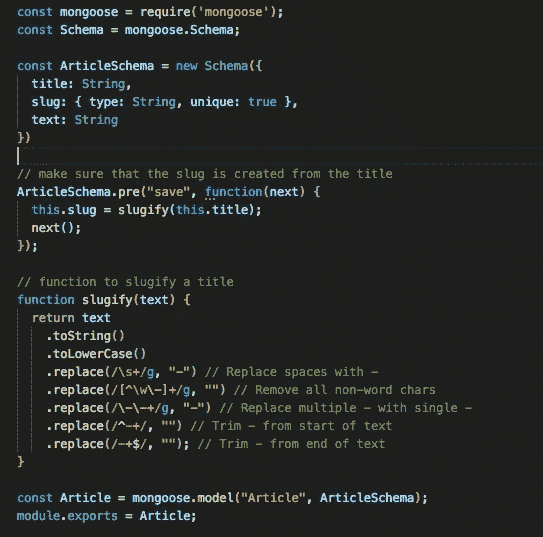 const mongoose = require('mongoose');
const Schema = mongoose.Schema;
const ArticleSchema = new Schema({
title: String,
slug: { type: String, unique: true },
text: String
})
// make sure that the slug is created from the title
ArticleSchema.pre("save", function(next) {
this.slug = slugify(this.title);
next();
});
// function to slugify a title
function slugify(text) {
return text
.toString()
.toLowerCase()
.replace(/\s+/g, "-") // Replace spaces with -
.replace(/[^\w\-]+/g, "") // Remove all non-word chars
.replace(/\-\-+/g, "-") // Replace multiple - with single -
.replace(/^-+/, "") // Trim - from start of text
.replace(/-+$/, ""); // Trim - from end of text
}
const Article = mongoose.model("Article", ArticleSchema);
module.exports = Article;